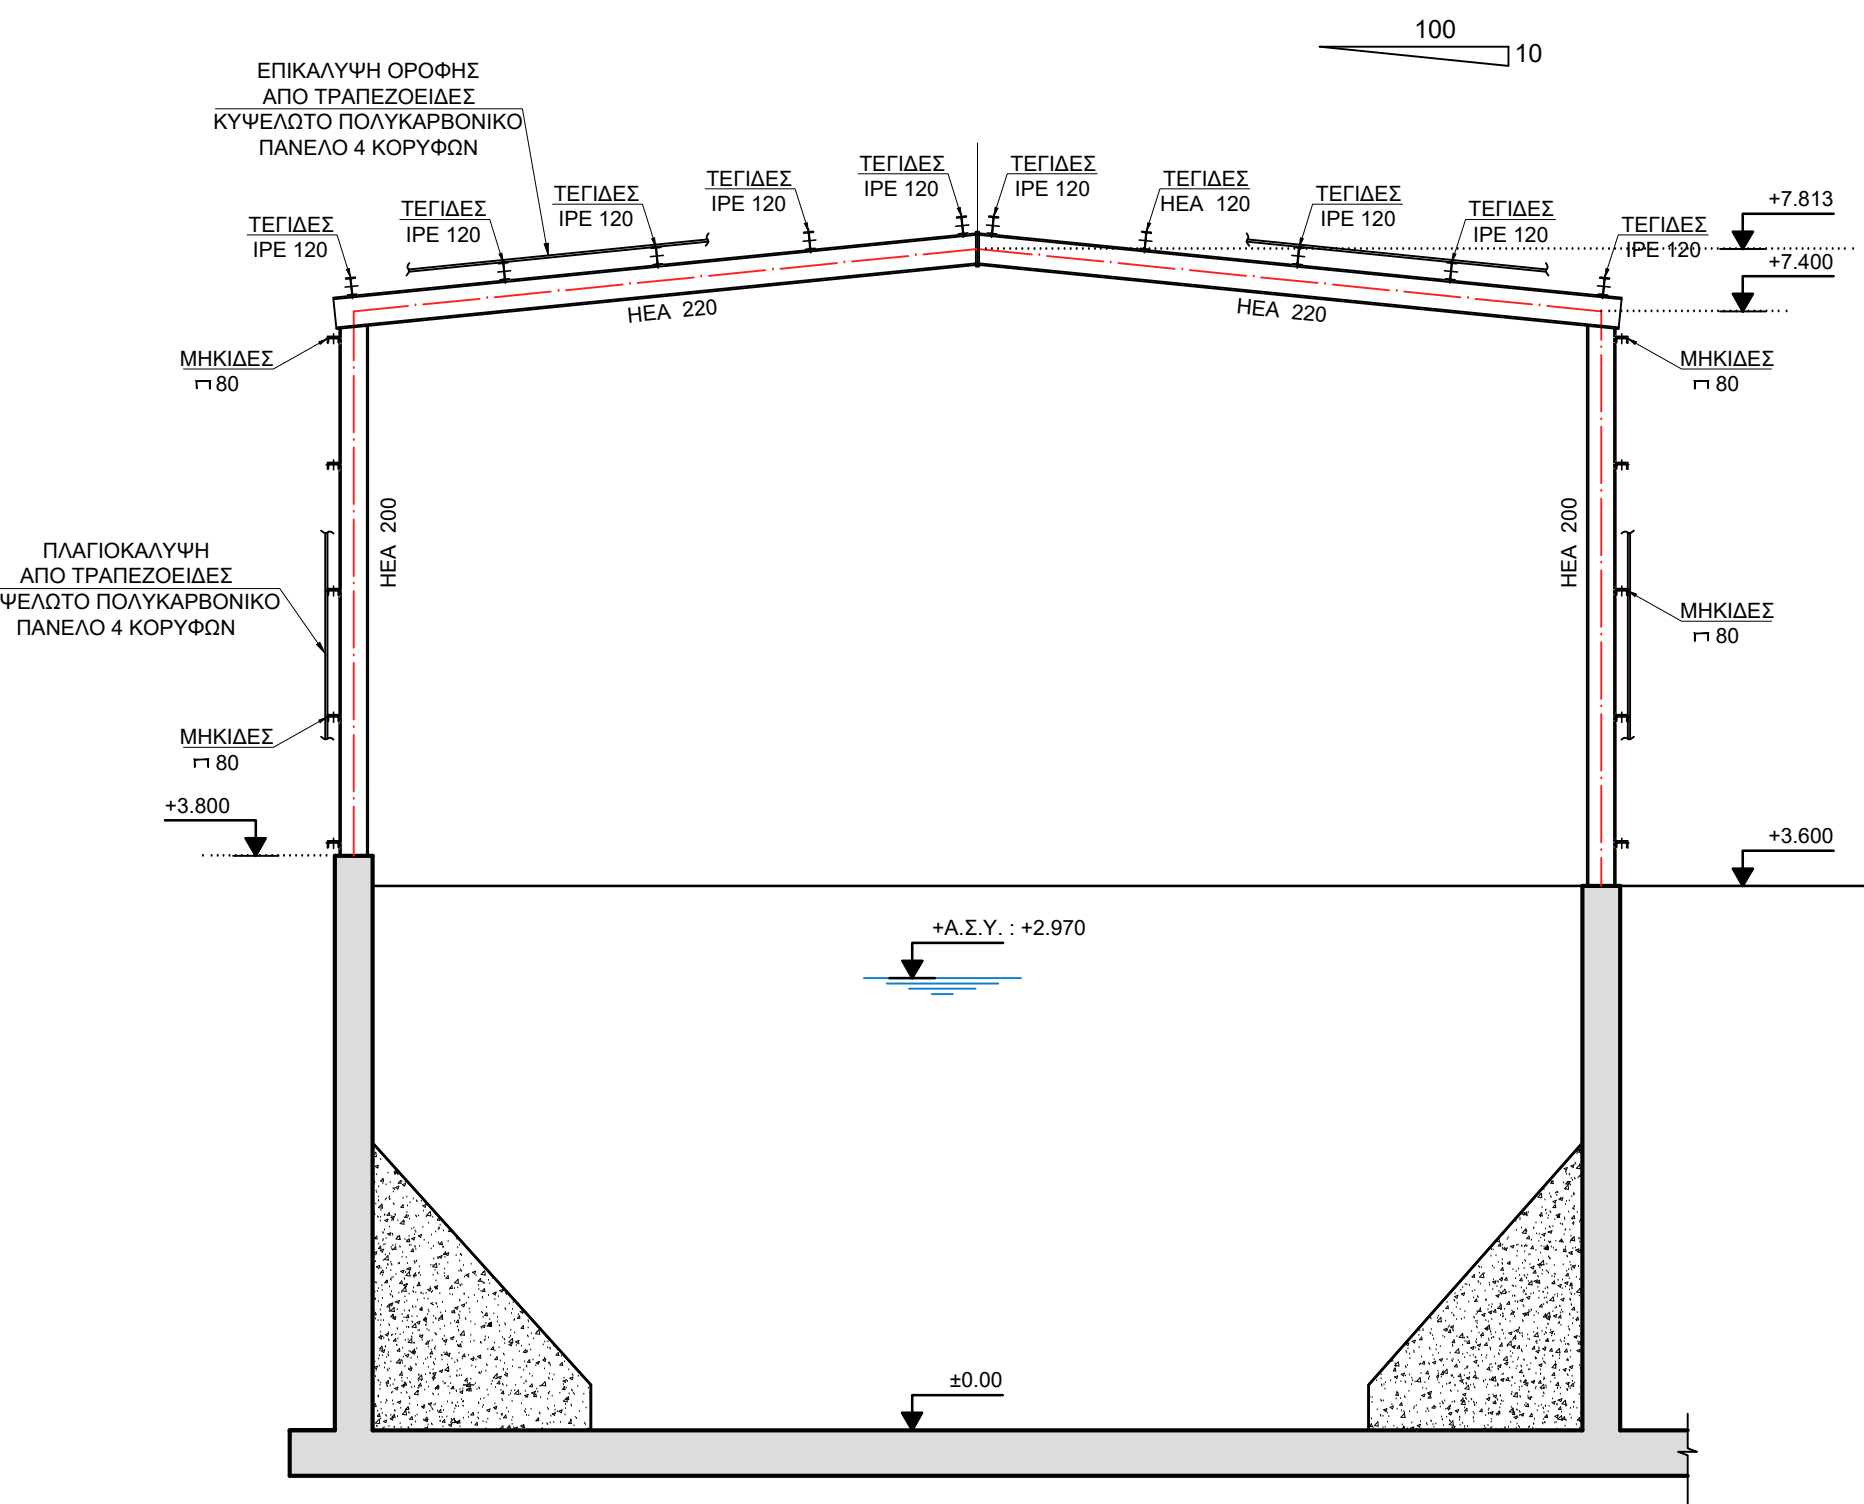 100
10
ΕΠΙΚΑΛΥΨΗ ΟΡΟΦΗΣ
ΑΠΟ ΤΡΑΠΕΖΟΕΙΔΕΣ
ΚΥΨΕΛΩΤΟ ΠΟΛΥΚΑΡΒΟΝΙΚΟ
ΠΑΝΕΛΟ 4 ΚΟΡΥΦΩΝ
ΤΕΓΙΔΕΣ
IPE 120
ΤΕΓΙΔΕΣ
IPE 120
ΤΕΓΙΔΕΣ
IPE 120
ΤΕΓΙΔΕΣ
IPE 120
ΤΕΓΙΔΕΣ
IPE 120
ΤΕΓΙΔΕΣ
IPE 120
ΤΕΓΙΔΕΣ
HEA 120
ΤΕΓΙΔΕΣ
IPE 120
ΤΕΓΙΔΕΣ
IPE 120
ΤΕΓΙΔΕΣ
IPE 120
+7.813
+7.400
HEA 220
HEA 220
ΜΗΚΙΔΕΣ
80
ΜΗΚΙΔΕΣ
80
HEA 200
HEA 200
ΠΛΑΓΙΟΚΑΛΥΨΗ
ΑΠΟ ΤΡΑΠΕΖΟΕΙΔΕΣ
ΨΕΛΩΤΟ ΠΟΛΥΚΑΡΒΟΝΙΚΟ
ΠΑΝΕΛΟ 4 ΚΟΡΥΦΩΝ
ΜΗΚΙΔΕΣ
80
ΜΗΚΙΔΕΣ
80
+3.800
+3.600
+Α.Σ.Υ. : +2.970
±0.00